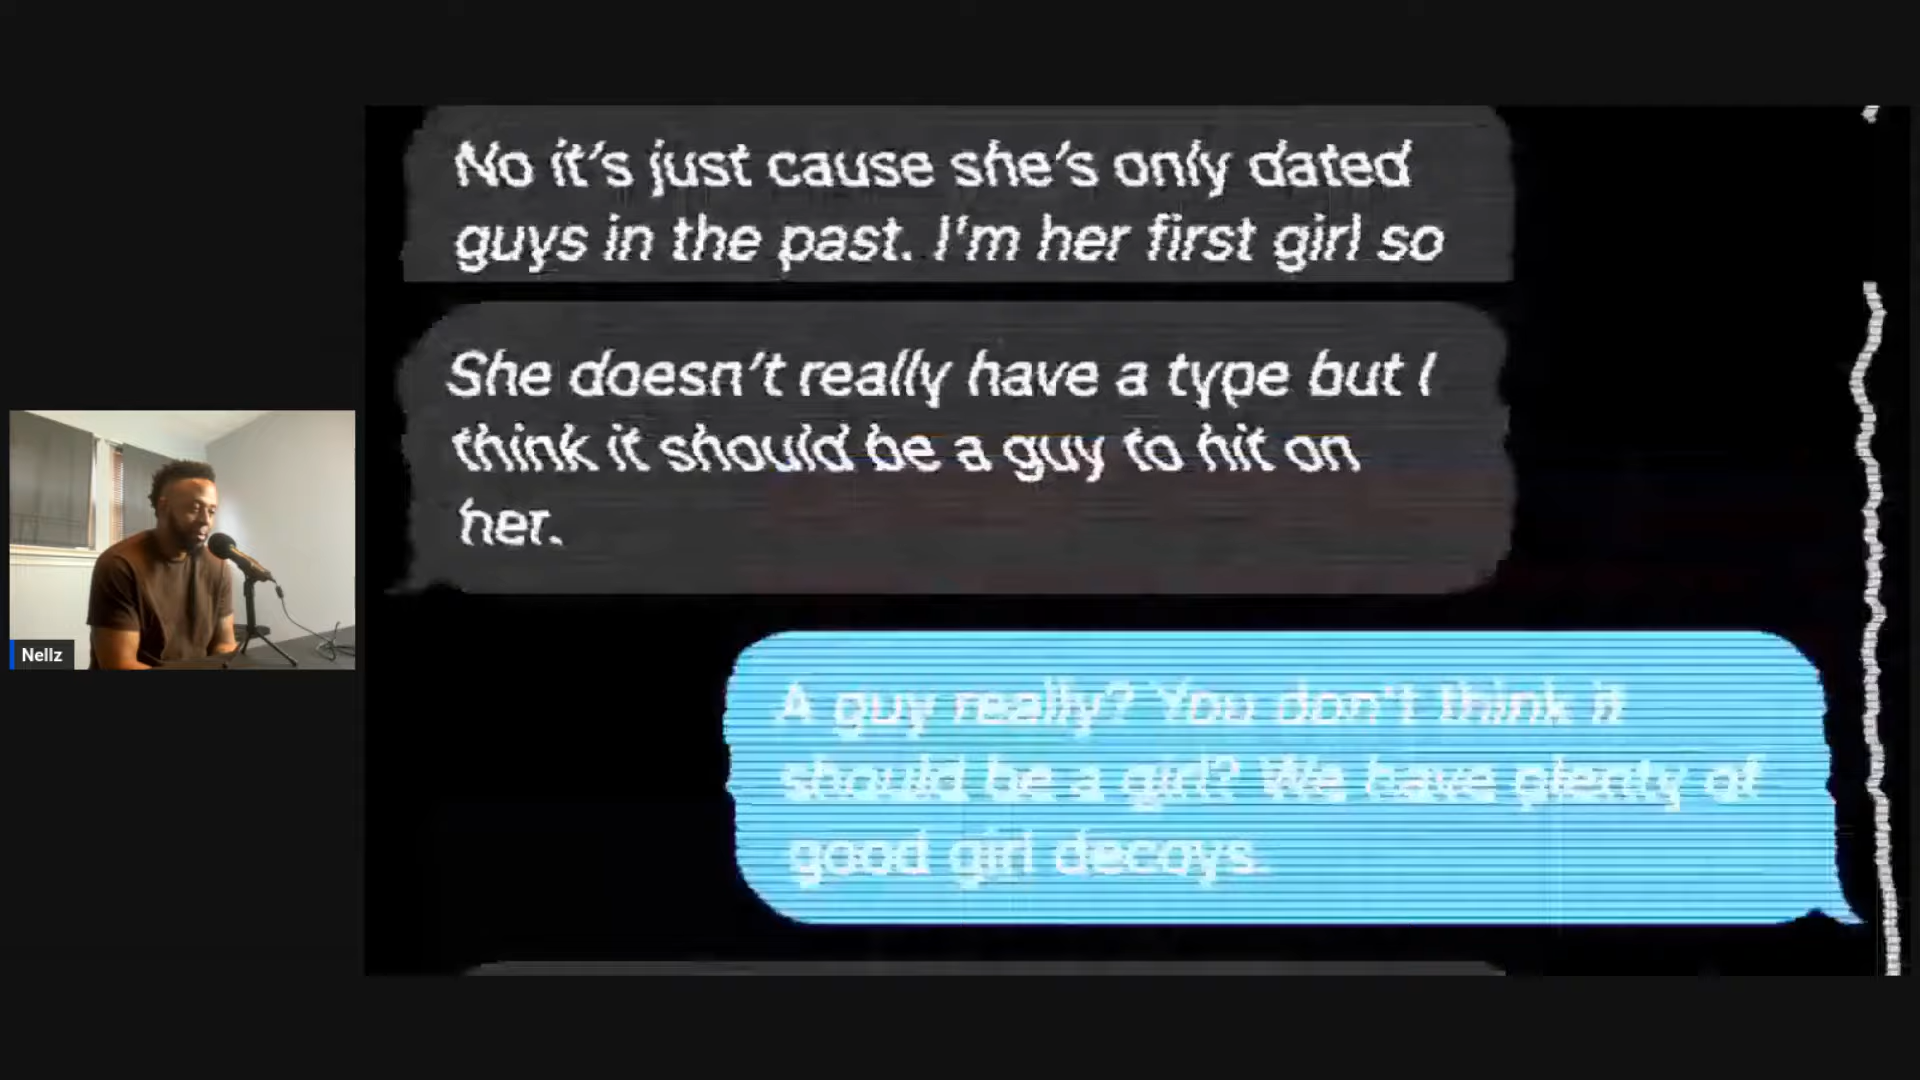 No it's just cause she's only dated
guys in the past. I'm her first girl so
She doesn't really have a type but I
think it should be a guy to hit on
her.
A guy really? You don't think it
should be a girl? We have plenty of
good girl decoys.
Nellz